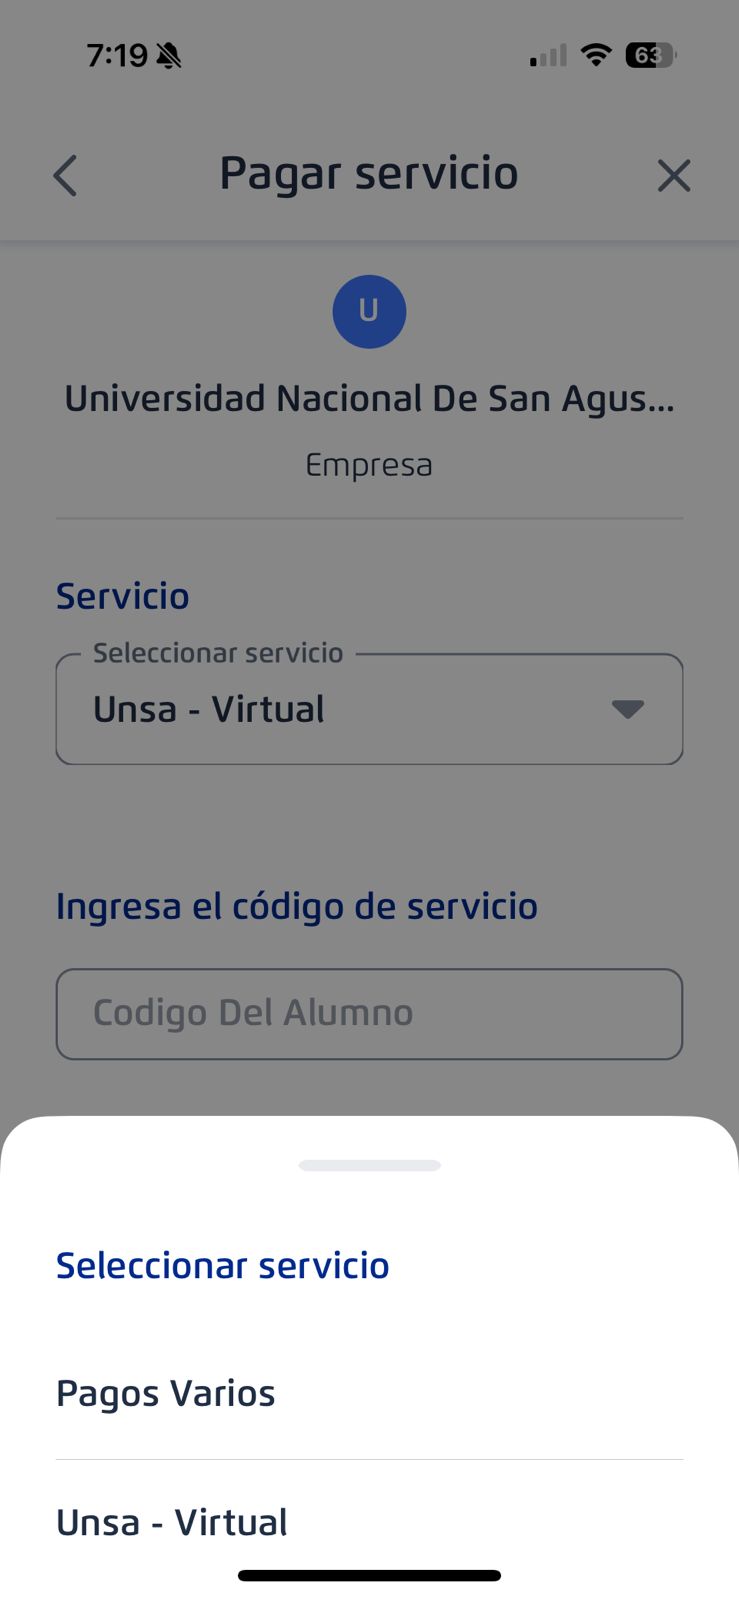 7:19
63
Pagar servicio
U
Universidad Nacional De San Agus...
Empresa
Servicio
Seleccionar servicio
Unsa - Virtual
Ingresa el código de servicio
Codigo Del Alumno
Seleccionar servicio
Pagos Varios
Unsa - Virtual